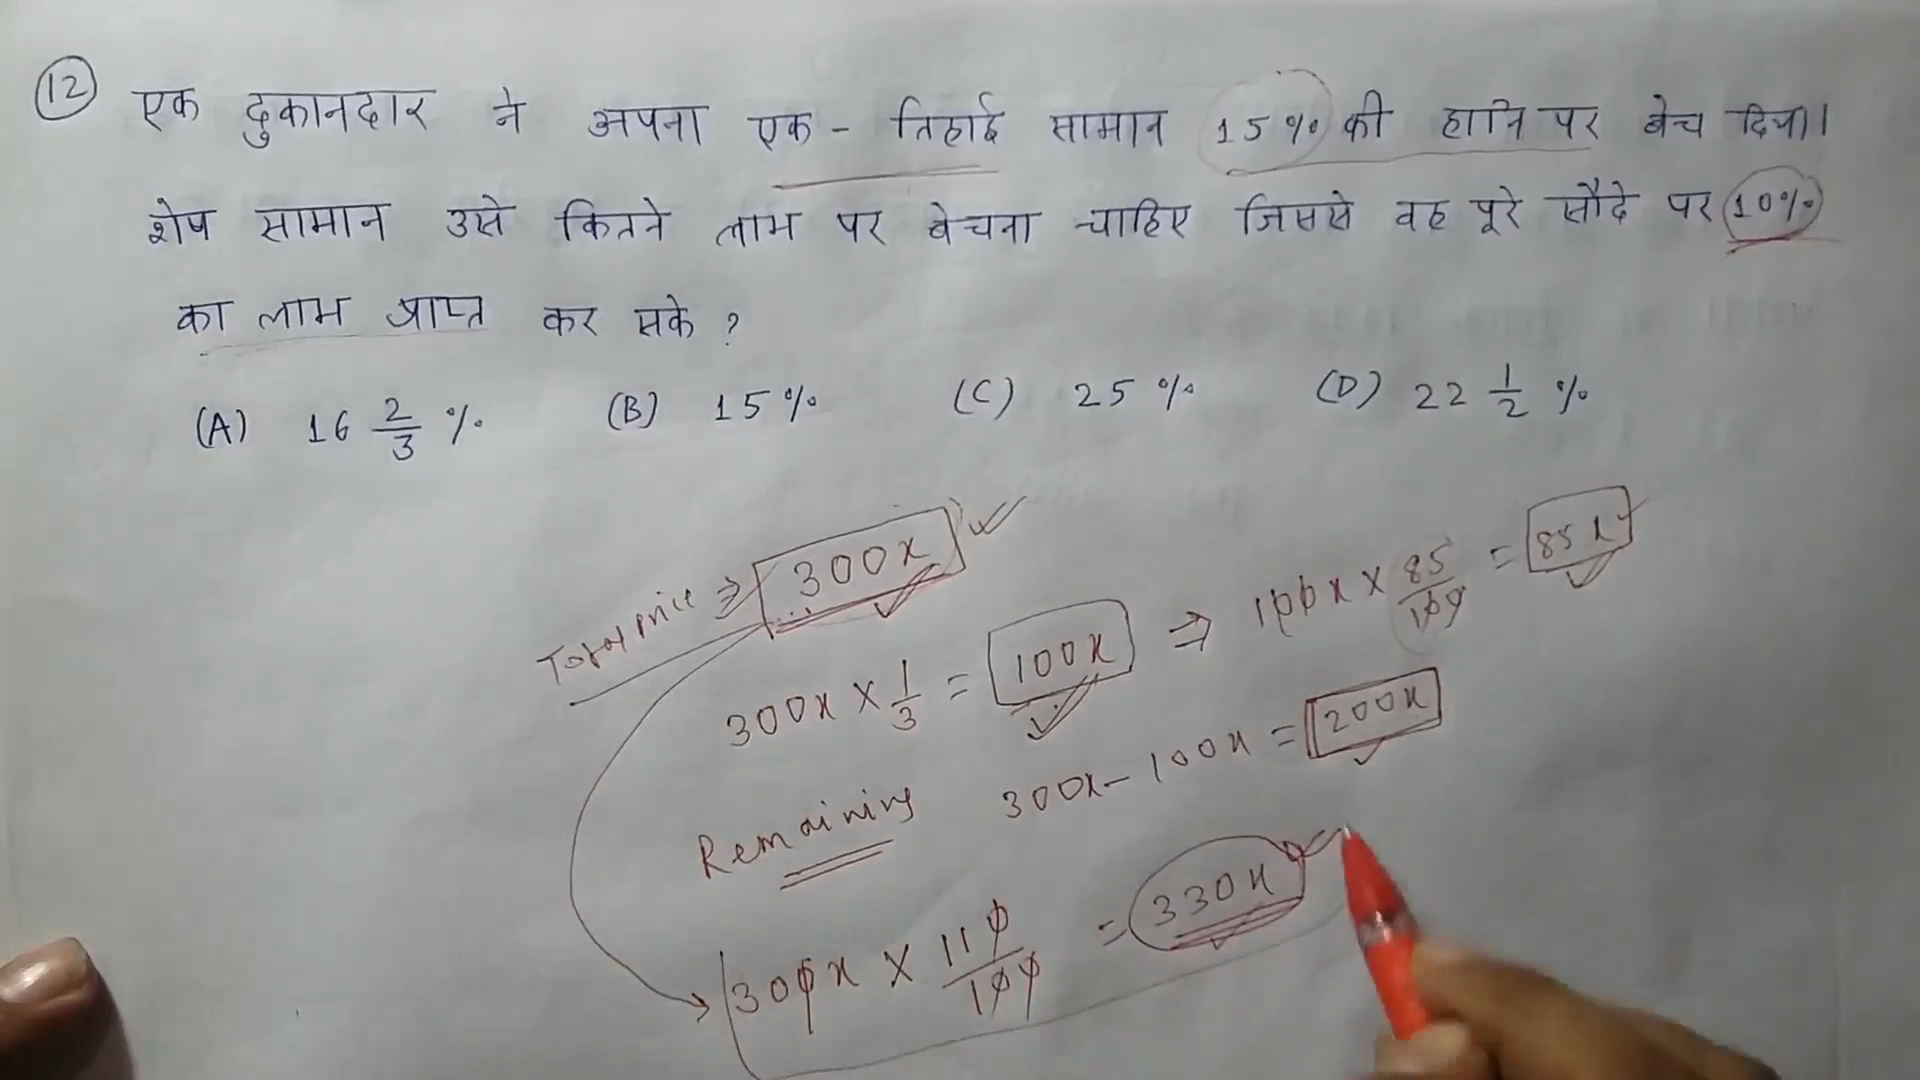 12 एक दुकानदार ने अपना एक - तिहाई सामान 15% की हानि पर बेच दिया।
शेष सामान उसे कितने लाभ पर बेचना चाहिए जिससे वह पूरे सौदे पर 10%
का लाभ प्राप्त कर सके ?
(A) 16 2/3 % (B) 15% (C) 25% (D) 22 1/2 %
Total price ⇒ 300x
300x × 1/3 = 100x ⇒ 100x × 85/100 = 85x
Remaining 300x - 100x = 200x
300x × 110/100 = 330x